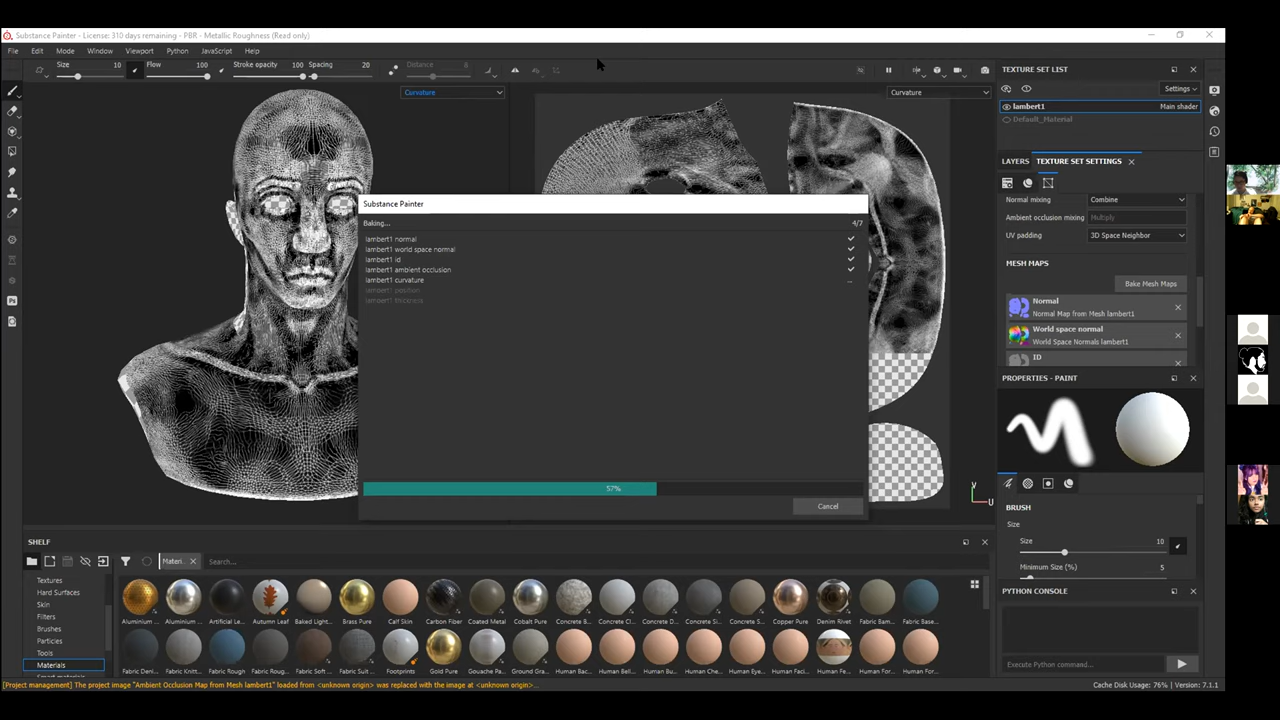 Substance Painter - License: 310 days remaining - PBR - Metallic Roughness (Read only)
File Edit Mode Window Viewport Python JavaScript Help
Size 10 Flow 100 Stroke opacity 100 Spacing 20 Distance 8
Curvature
Curvature
TEXTURE SET LIST
Settings
lambert1 Main shader
Default_Material
LAYERS TEXTURE SET SETTINGS
Normal mixing Combine
Ambient occlusion mixing Multiply
UV padding 3D Space Neighbor
MESH MAPS
Bake Mesh Maps
Normal
Normal Map from Mesh lambert1
World space normal
World Space Normals lambert1
ID
Substance Painter
Baking... 4/7
lambert1 normal
lambert1 world space normal
lambert1 id
lambert1 ambient occlusion
lambert1 curvature ...
lambert1 position
lambert1 thickness
57%
Cancel
Y
U
PROPERTIES - PAINT
BRUSH
Size
Size 10
Minimum Size (%) 5
PYTHON CONSOLE
Execute Python command...
SHELF
Materi... Search...
Textures
Hard Surfaces
Skin
Filters
Brushes
Particles
Tools
Materials
Aluminium ... Aluminium ... Artificial Le... Autumn Leaf Baked Light... Brass Pure Calf Skin Carbon Fiber Coated Metal Cobalt Pure Concrete B... Concrete Cl... Concrete D... Concrete S... Concrete S... Copper Pure Denim Rivet Fabric Bam... Fabric Base...
Fabric Deni... Fabric Knitt... Fabric Rough Fabric Roug... Fabric Soft ... Fabric Suit ... Footprints Gold Pure Gouache Pa... Ground Gra... Human Bac... Human Bel... Human Bu... Human Che... Human Eye... Human Faci... Human Fe... Human For... Human For...
[Project management] The project image "Ambient Occlusion Map from Mesh lambert1" loaded from <unknown origin> was replaced with the image at <unknown origin>...
Cache Disk Usage: 76% | Version: 7.1.1